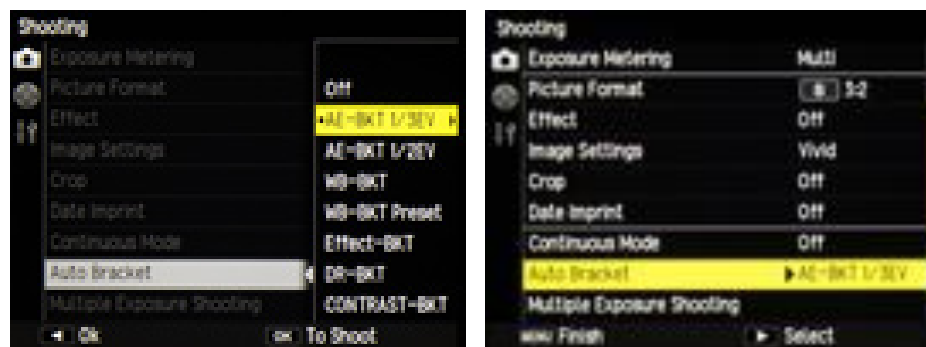 Shooting
Exposure Metering
Picture Format
Off
Effect
AE-BKT 1/3EV
Image Settings
AE-BKT 1/2EV
Crop
WB-BKT
Date Imprint
WB-BKT Preset
Continuous Mode
Effect-BKT
Auto Bracket
DR-BKT
Multiple Exposure Shooting
CONTRAST-BKT
Ok
OK To Shoot
Shooting
Exposure Metering Multi
Picture Format 3:2
Effect Off
Image Settings Vivid
Crop Off
Date Imprint Off
Continuous Mode Off
Auto Bracket AE-BKT 1/3EV
Multiple Exposure Shooting
MENU Finish Select